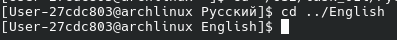 [User-27cdc803@archlinux Русский]$ cd ../English
[User-27cdc803@archlinux English]$